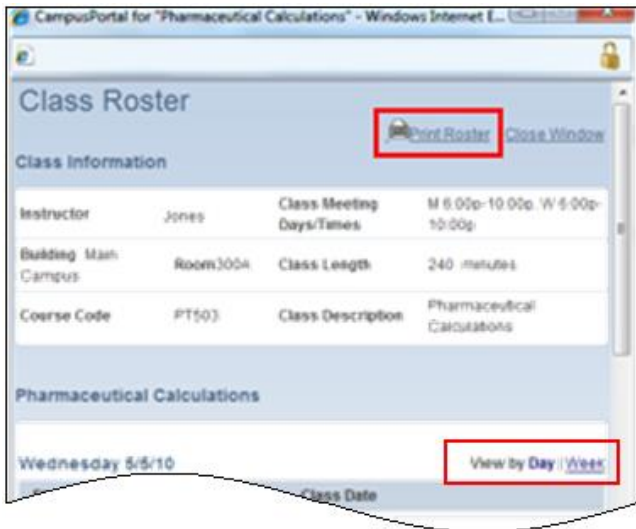 CampusPortal for "Pharmaceutical Calculations" - Windows Internet E...
Class Roster
Print Roster Close Window
Class Information
Instructor Jones Class Meeting Days/Times M 6:00p-10:00p, W 6:00p-10:00p
Building Main Campus Room300A Class Length 240 minutes
Course Code PT503 Class Description Pharmaceutical Calculations
Pharmaceutical Calculations
Wednesday 5/5/10 View by Day | Week
Class Date